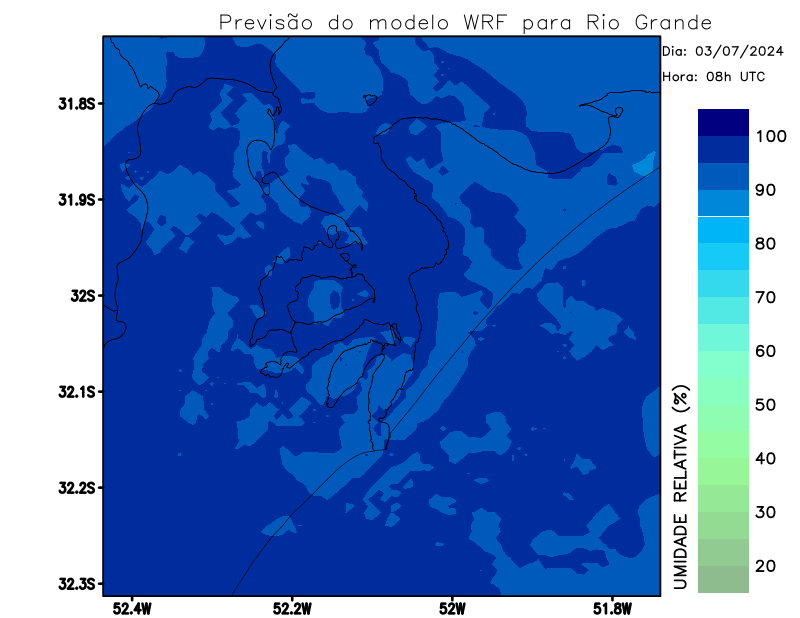 Previsão do modelo WRF para Rio Grande
Dia: 03/07/2024
Hora: 08h UTC
31.8S
31.9S
32S
32.1S
32.2S
32.3S
52.4W
52.2W
52W
51.8W
100
90
80
70
60
50
40
30
20
UMIDADE RELATIVA (%)